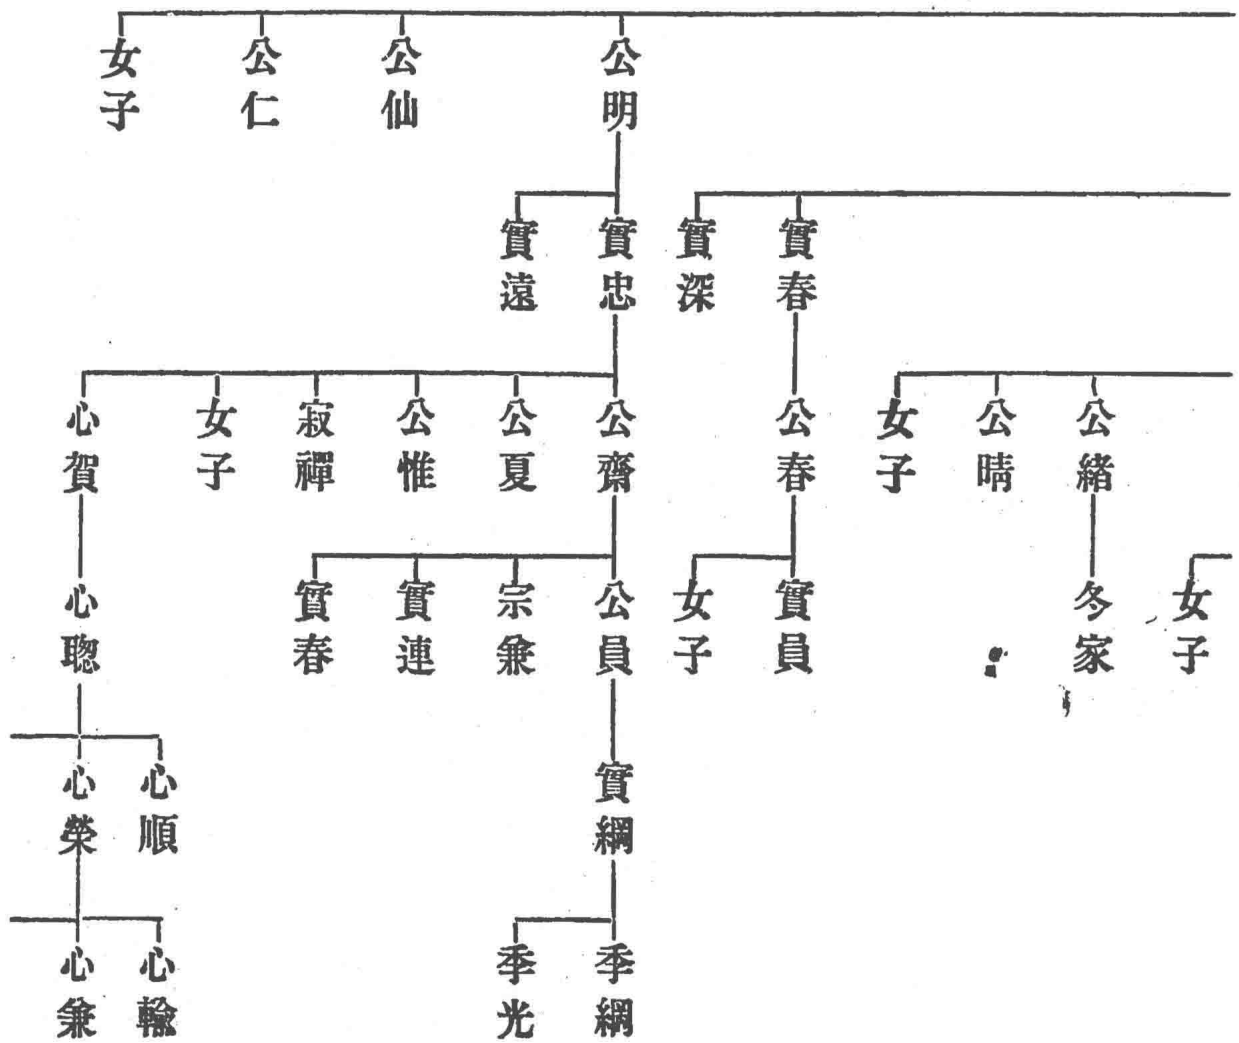 公明
公仙
公仁
女子
實春
實深
實忠
實遠
公緒
公晴
女子
公春
公齋
公夏
公惟
寂禪
女子
心賀
女子
冬家
實員
女子
公員
宗兼
實連
實春
心聰
實綱
心順
心榮
季綱
季光
心輪
心兼